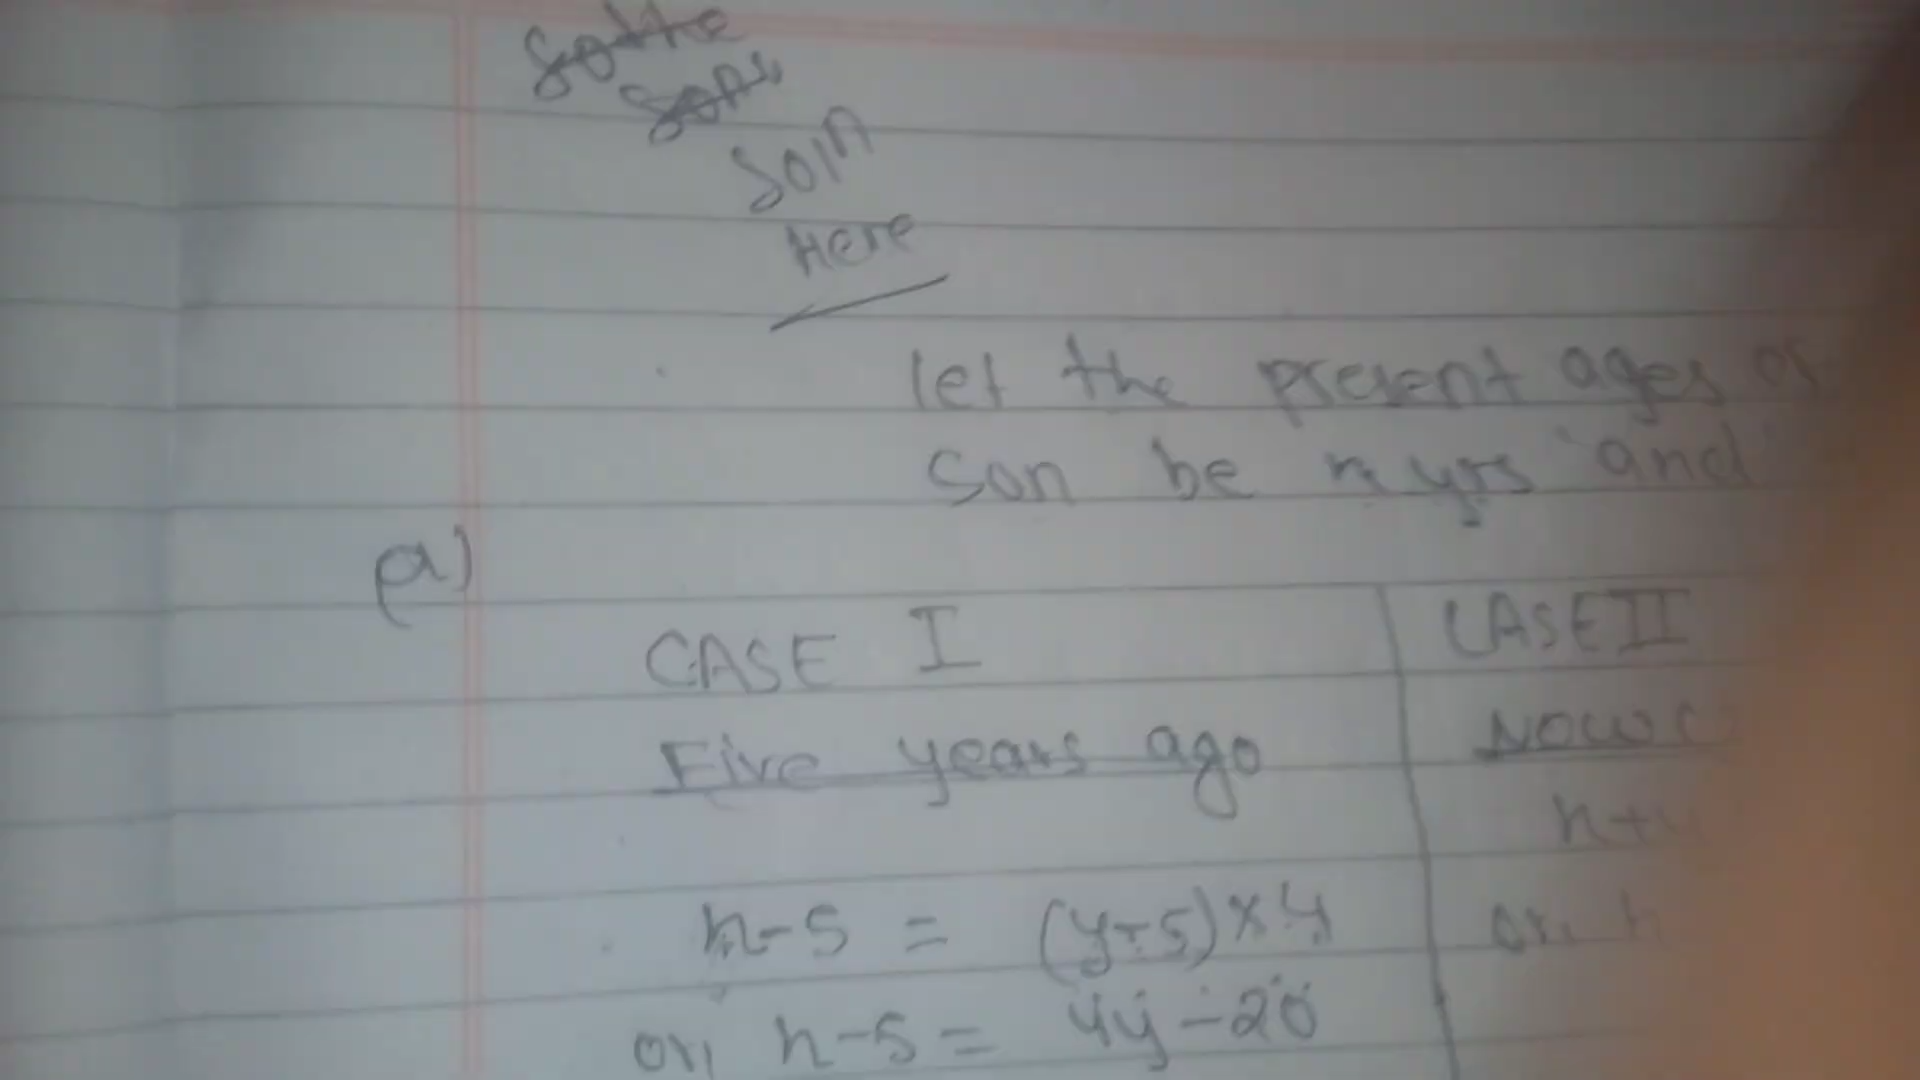 Soln
Here
let the present ages of
son be x yrs and
a)
CASE I
CASE II
Five years ago
Now
x-5 = (y-5)×4
or, x-5 = 4y-20
x+y
or, x